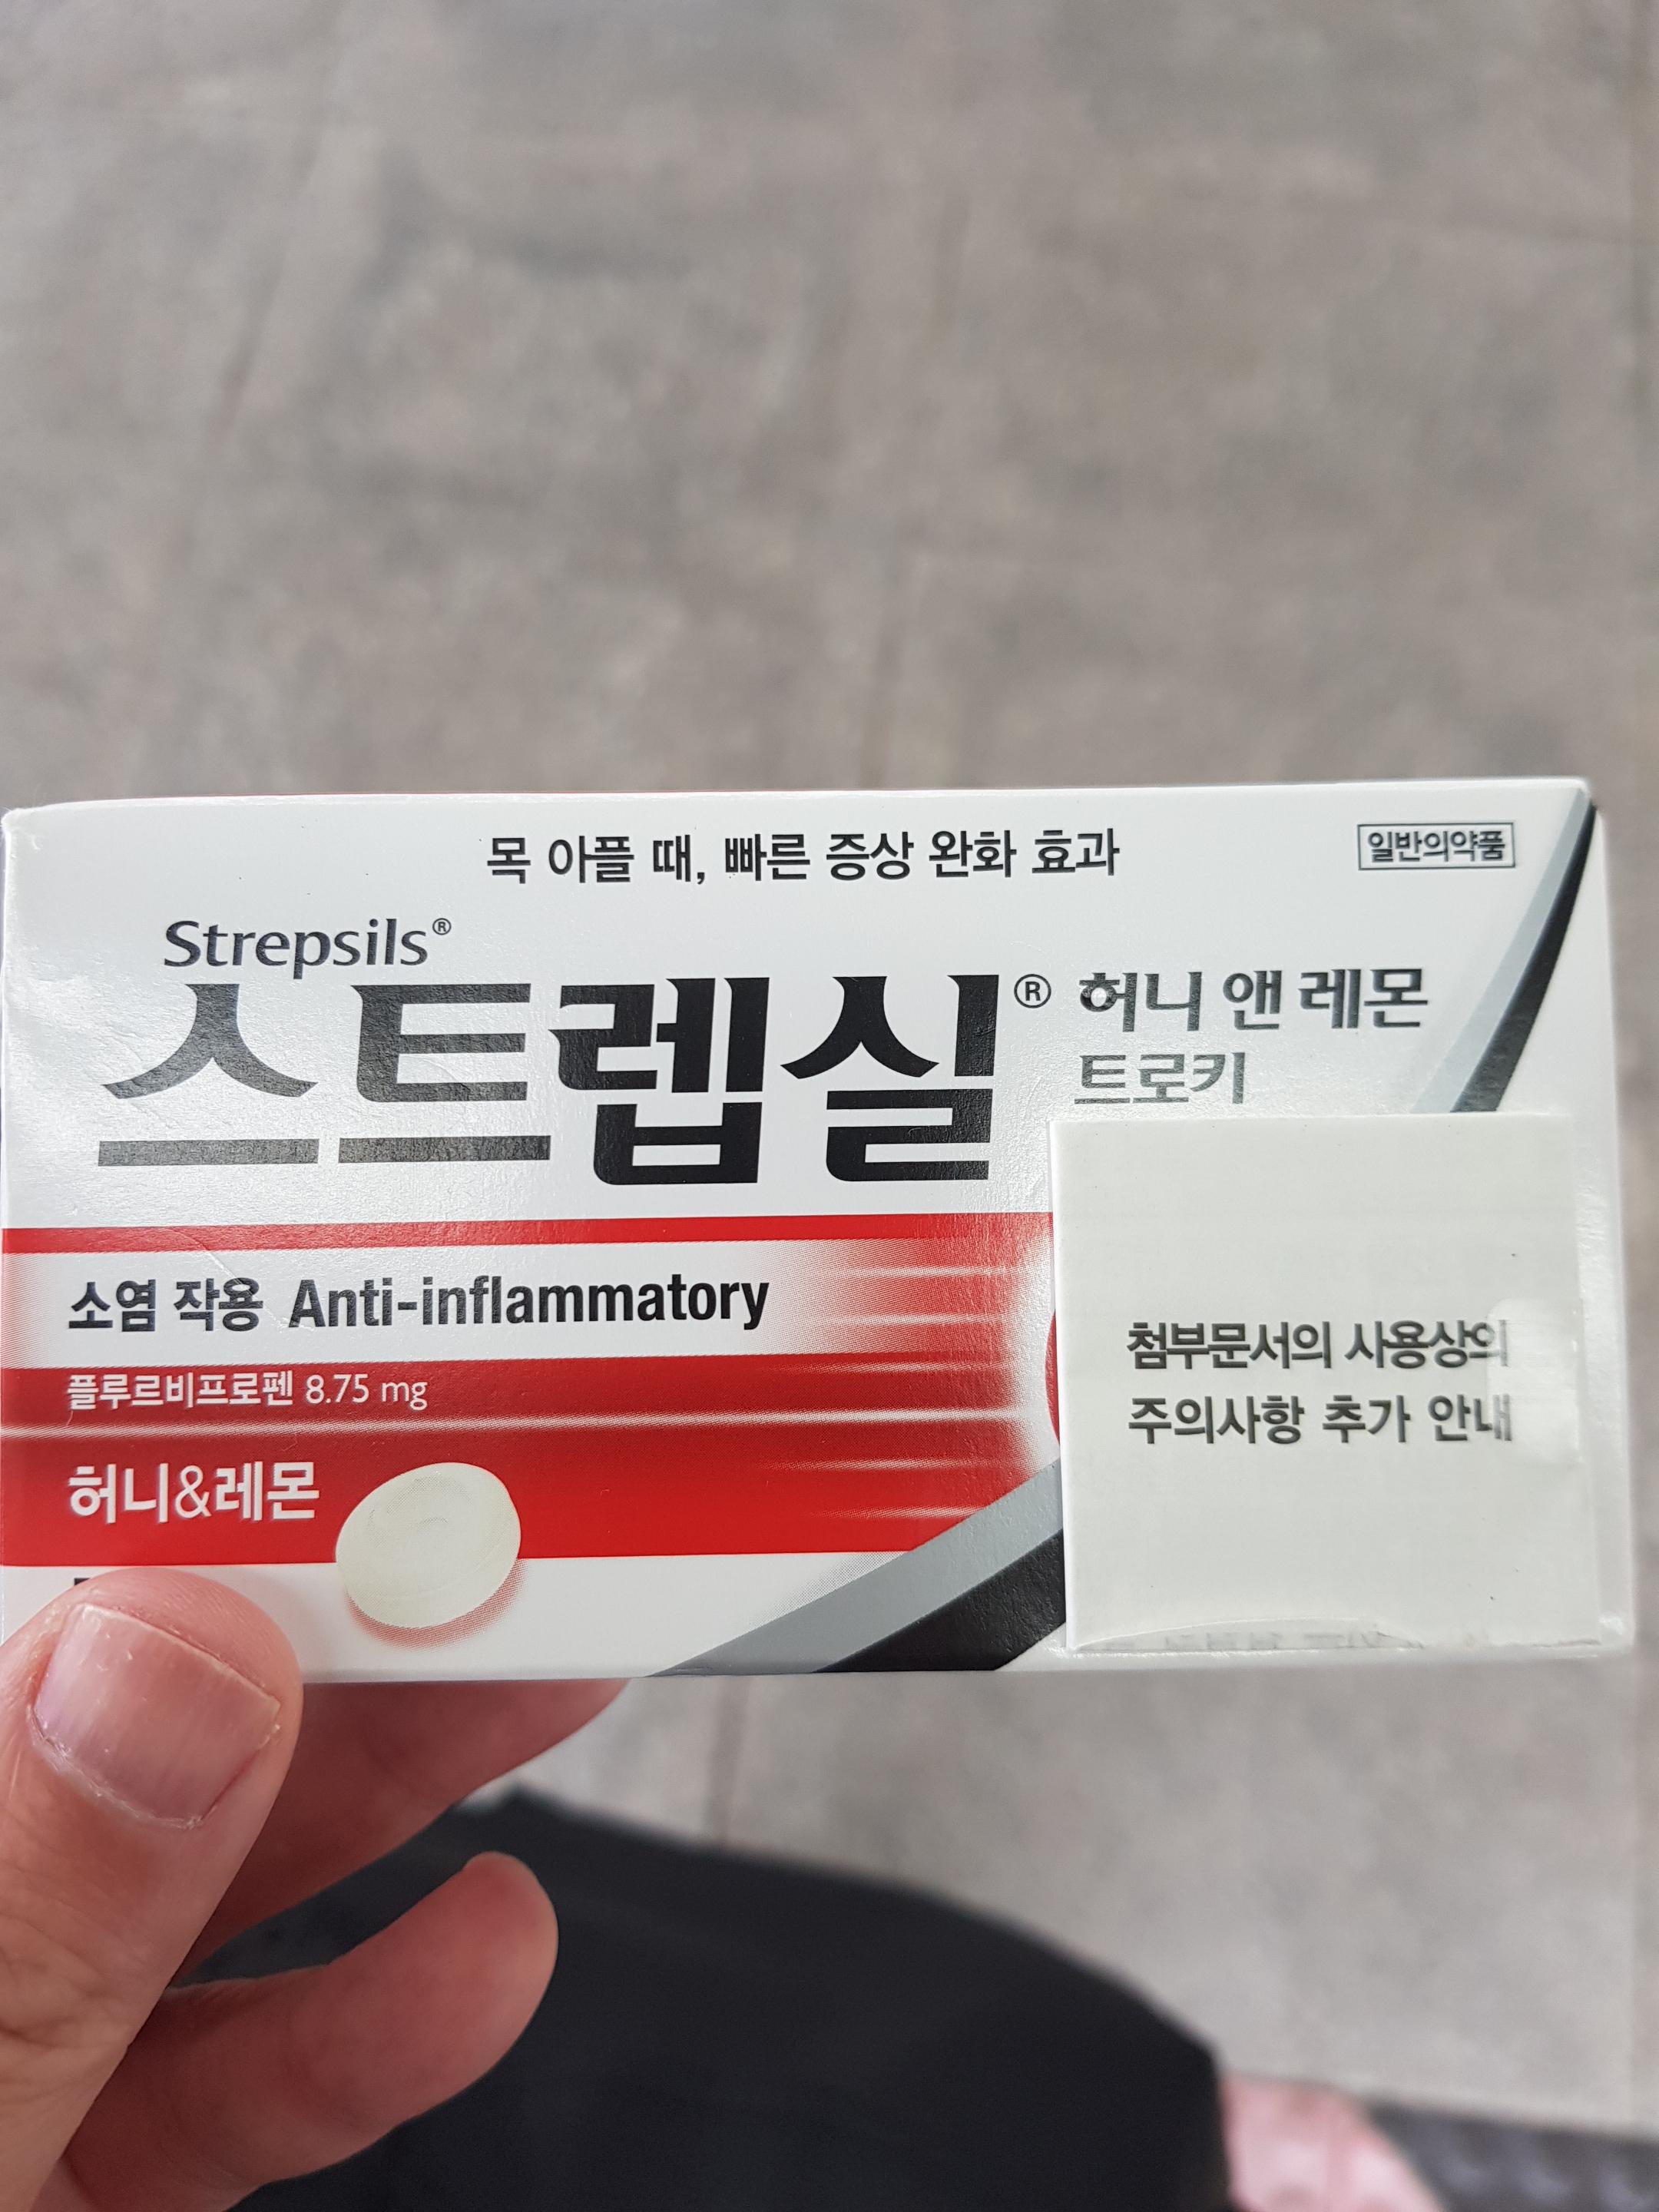 목 아플 때, 빠른 증상 완화 효과
일반의약품
Strepsils®
스트렙실® 허니 앤 레몬
트로키
소염 작용 Anti-inflammatory
플루르비프로펜 8.75 mg
허니&레몬
첨부문서의 사용상의
주의사항 추가 안내